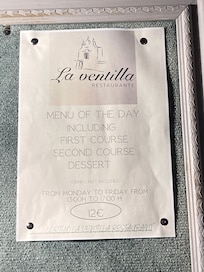 La ventilla
RESTAURANTE
MENU OF THE DAY
INCLUDING
FIRST COURSE
SECOND COURSE
DESSERT
FROM MONDAY TO FRIDAY FROM
13:00H TO 17:00 H
12€